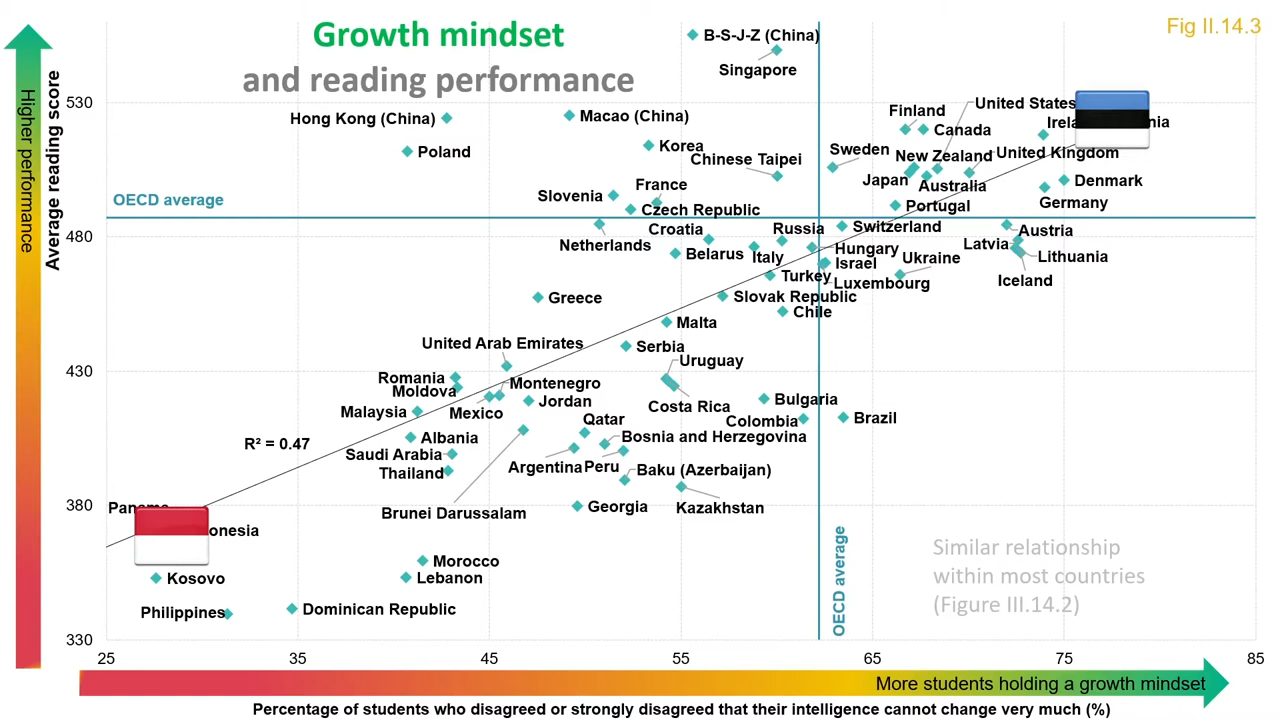 Fig II.14.3
Growth mindset
and reading performance
Higher performance
Average reading score
530
480
430
380
330
25
35
45
55
65
75
85
B-S-J-Z (China)
Singapore
Hong Kong (China)
Macao (China)
Poland
Korea
Chinese Taipei
Finland
United States
Canada
Sweden
New Zealand
United Kingdom
Japan
Australia
Denmark
Germany
Portugal
France
Slovenia
Czech Republic
OECD average
Netherlands
Croatia
Russia
Switzerland
Austria
Belarus
Italy
Hungary
Latvia
Lithuania
Israel
Ukraine
Iceland
Turkey
Luxembourg
Greece
Slovak Republic
Chile
Malta
Serbia
United Arab Emirates
Uruguay
Romania
Moldova
Montenegro
Mexico
Jordan
Costa Rica
Bulgaria
Malaysia
Colombia
Brazil
Qatar
R² = 0.47
Albania
Bosnia and Herzegovina
Saudi Arabia
Thailand
Argentina
Peru
Baku (Azerbaijan)
Brunei Darussalam
Georgia
Kazakhstan
Morocco
Lebanon
Kosovo
Philippines
Dominican Republic
OECD average
Similar relationship
within most countries
(Figure III.14.2)
More students holding a growth mindset
Percentage of students who disagreed or strongly disagreed that their intelligence cannot change very much (%)